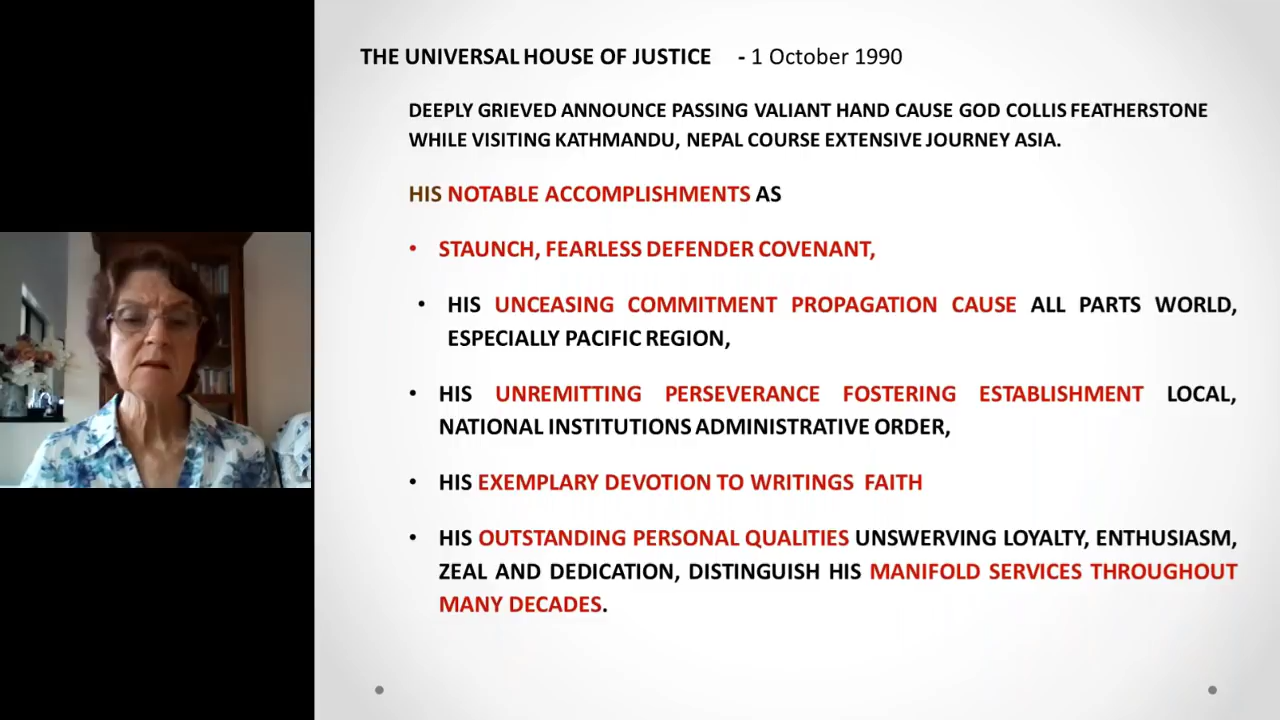 THE UNIVERSAL HOUSE OF JUSTICE - 1 October 1990
DEEPLY GRIEVED ANNOUNCE PASSING VALIANT HAND CAUSE GOD COLLIS FEATHERSTONE
WHILE VISITING KATHMANDU, NEPAL COURSE EXTENSIVE JOURNEY ASIA.
HIS NOTABLE ACCOMPLISHMENTS AS
• STAUNCH, FEARLESS DEFENDER COVENANT,
• HIS UNCEASING COMMITMENT PROPAGATION CAUSE ALL PARTS WORLD,
ESPECIALLY PACIFIC REGION,
• HIS UNREMITTING PERSEVERANCE FOSTERING ESTABLISHMENT LOCAL,
NATIONAL INSTITUTIONS ADMINISTRATIVE ORDER,
• HIS EXEMPLARY DEVOTION TO WRITINGS FAITH
• HIS OUTSTANDING PERSONAL QUALITIES UNSWERVING LOYALTY, ENTHUSIASM,
ZEAL AND DEDICATION, DISTINGUISH HIS MANIFOLD SERVICES THROUGHOUT
MANY DECADES.